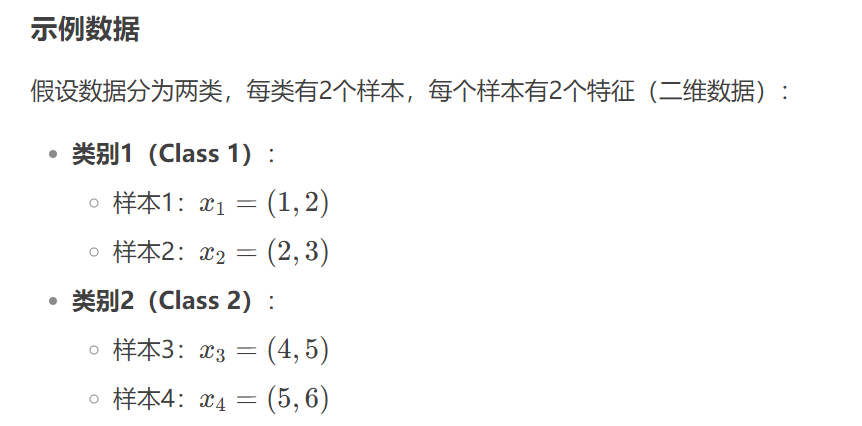 示例数据
假设数据分为两类，每类有2个样本，每个样本有2个特征（二维数据）：
类别1（Class 1）：
样本1：x₁ = (1, 2)
样本2：x₂ = (2, 3)
类别2（Class 2）：
样本3：x₃ = (4, 5)
样本4：x₄ = (5, 6)